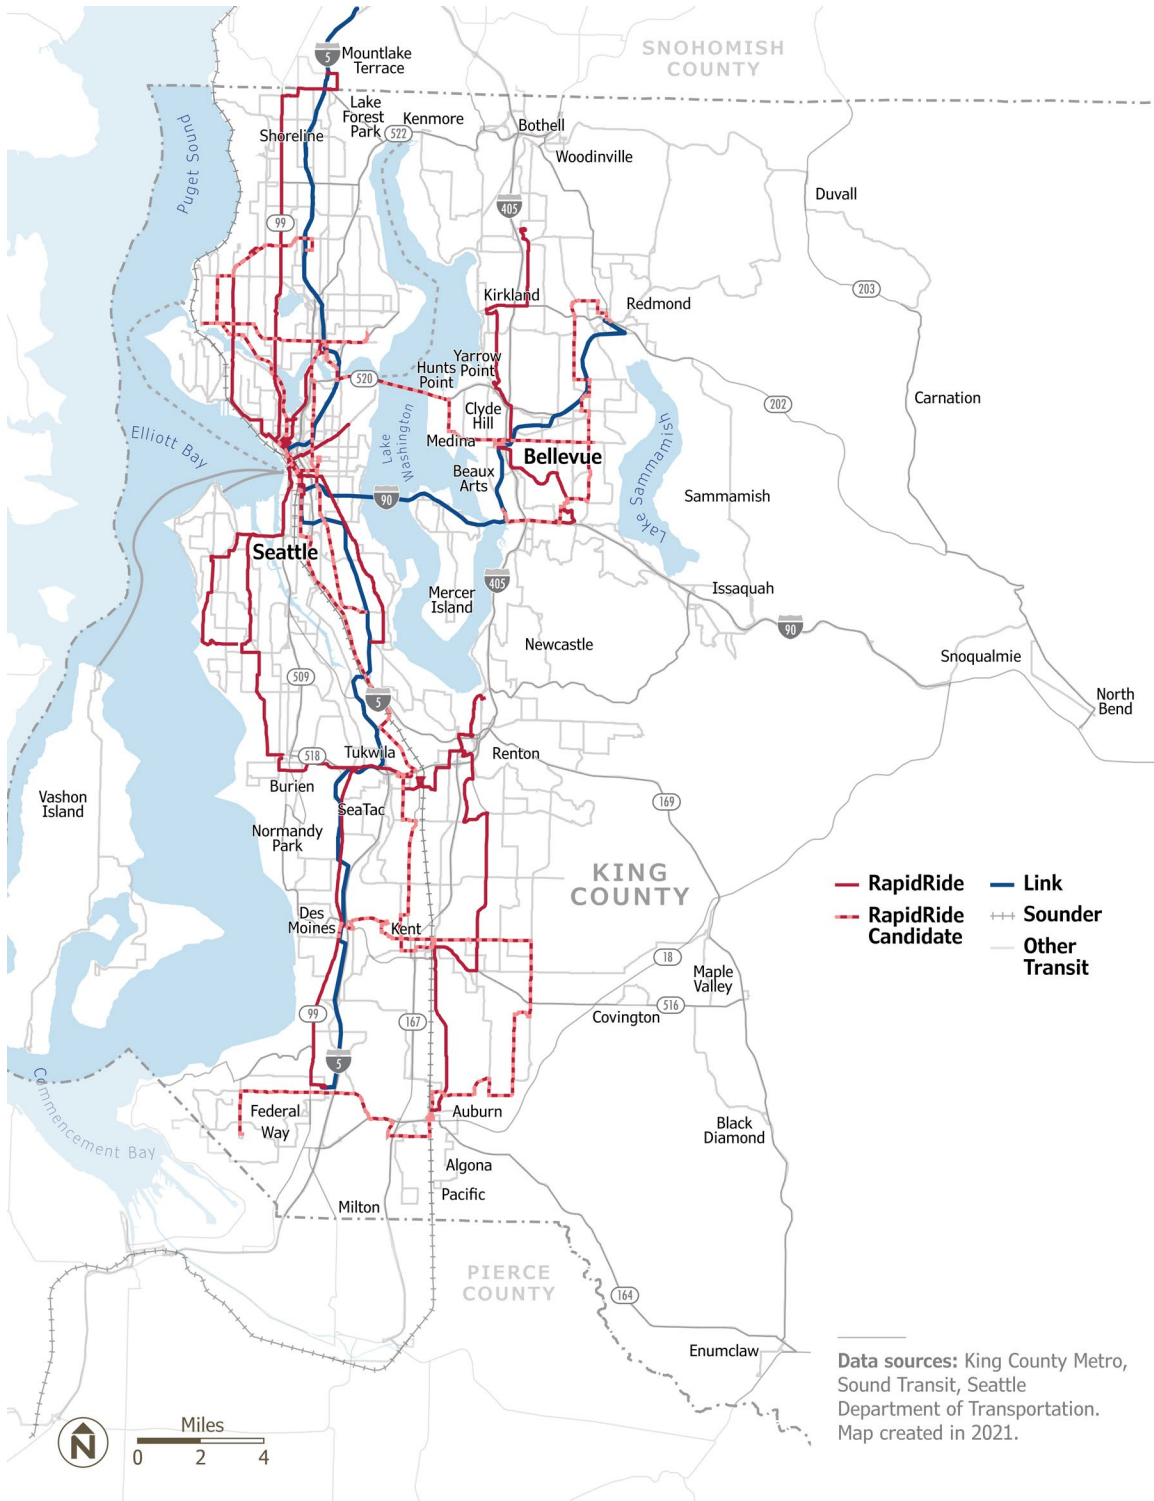 SNOHOMISH
COUNTY
5
Mountlake
Terrace
Puget Sound
Shoreline
Lake
Forest
Park
Kenmore
522
Bothell
Woodinville
Duvall
405
99
203
Kirkland
Redmond
Yarrow
Point
Hunts
Point
520
202
Carnation
Clyde
Hill
Elliott Bay
Lake
Washington
Medina
Bellevue
Lake Sammamish
Beaux
Arts
90
Sammamish
Seattle
405
Mercer
Island
Issaquah
90
Newcastle
Snoqualmie
509
5
North
Bend
518
Tukwila
Renton
Burien
Vashon
Island
SeaTac
169
Normandy
Park
KING
COUNTY
RapidRide
RapidRide
Candidate
Link
Sounder
Other
Transit
Des
Moines
Kent
18
Maple
Valley
99
167
516
Covington
5
Commencement Bay
Federal
Way
Auburn
Black
Diamond
Algona
Pacific
Milton
PIERCE
COUNTY
164
Enumclaw
Data sources: King County Metro,
Sound Transit, Seattle
Department of Transportation.
Map created in 2021.
N
Miles
0 2 4